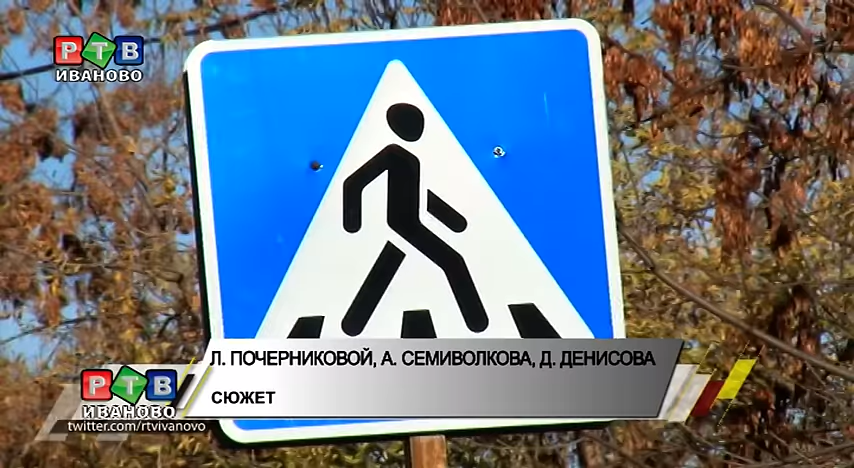 РТВ
ИВАНОВО
Л. ПОЧЕРНИКОВОЙ, А. СЕМИВОЛКОВА, Д. ДЕНИСОВА
СЮЖЕТ
РТВ
ИВАНОВО
twitter.com/rtvivanovo